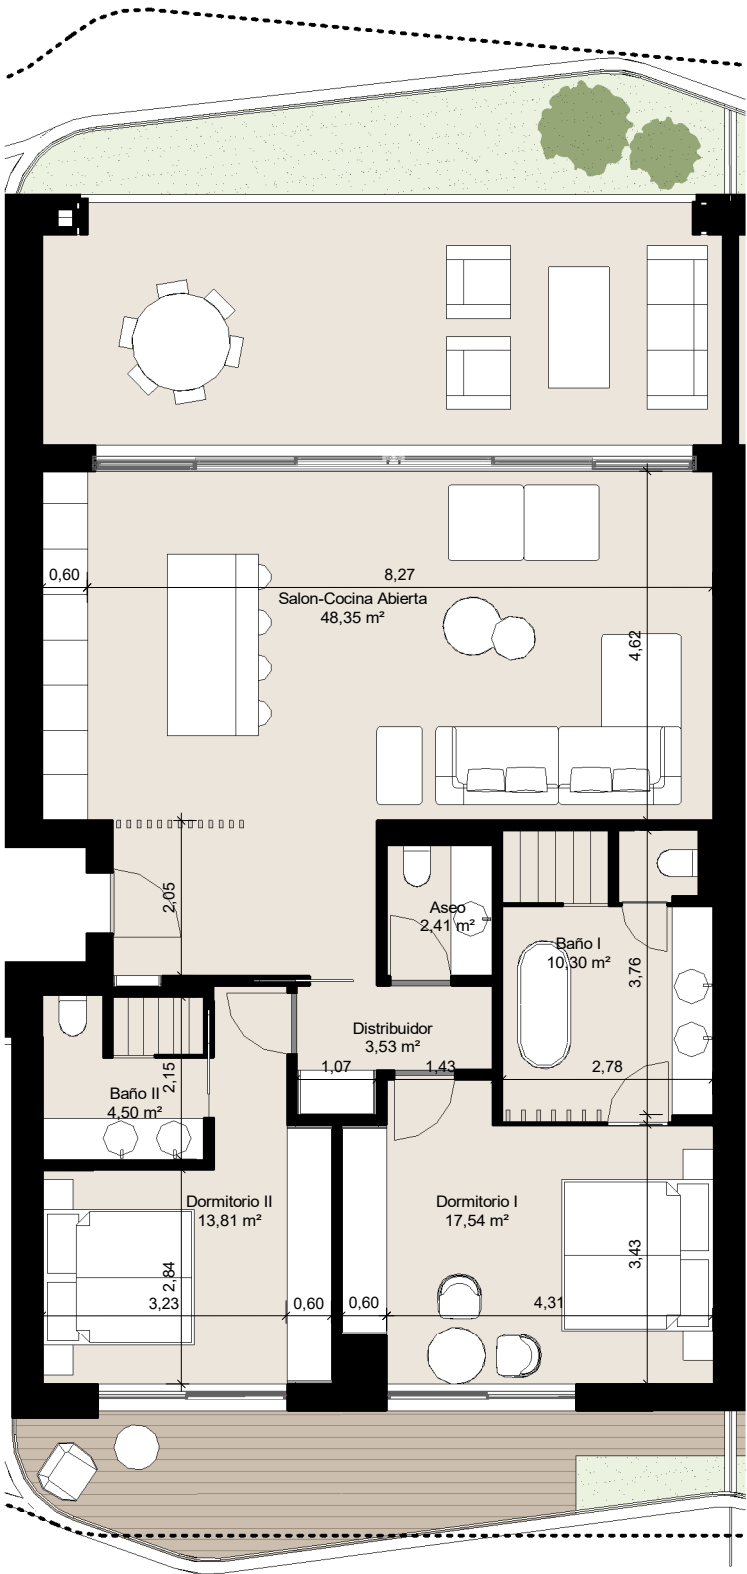 0,60
8,27
Salon-Cocina Abierta
48,35 m²
4,62
2,05
Aseo
2,41 m²
Baño I
10,30 m²
3,76
Distribuidor
3,53 m²
1,07
1,43
2,78
2,15
Baño II
4,50 m²
Dormitorio II
13,81 m²
Dormitorio I
17,54 m²
2,84
3,43
3,23
0,60
0,60
4,31